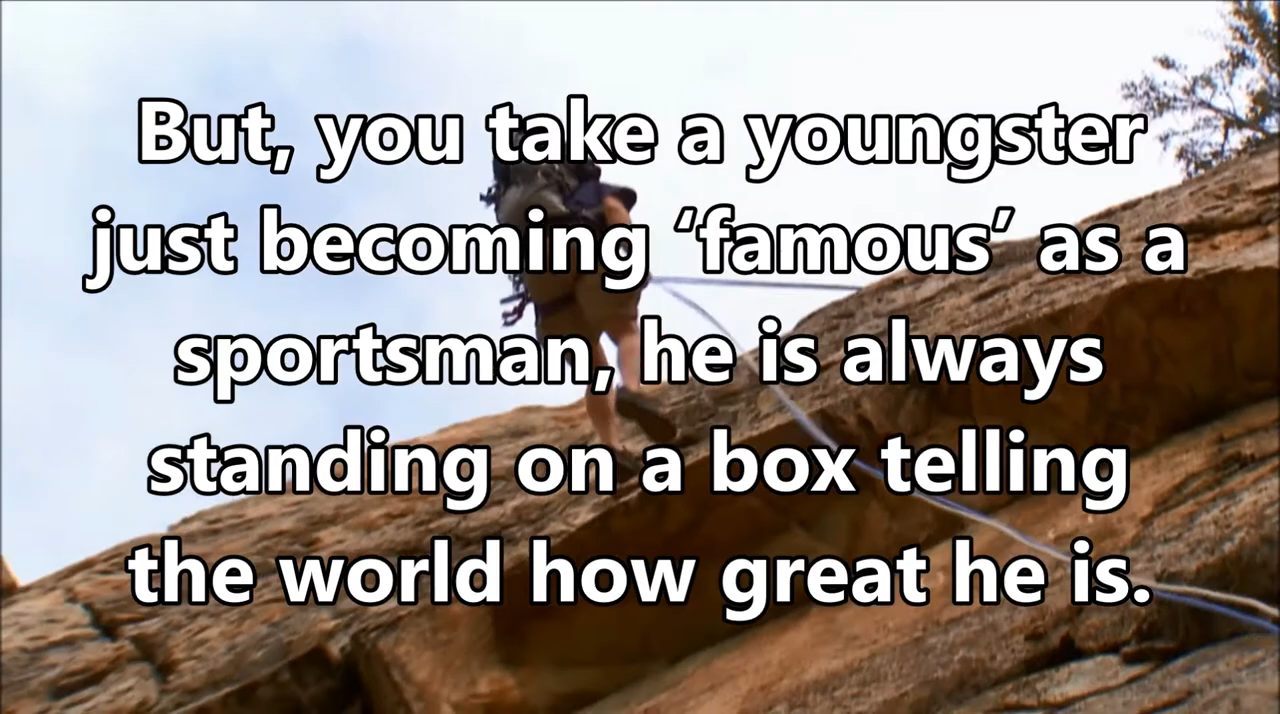 But, you take a youngster
just becoming ‘famous’ as a
sportsman, he is always
standing on a box telling
the world how great he is.